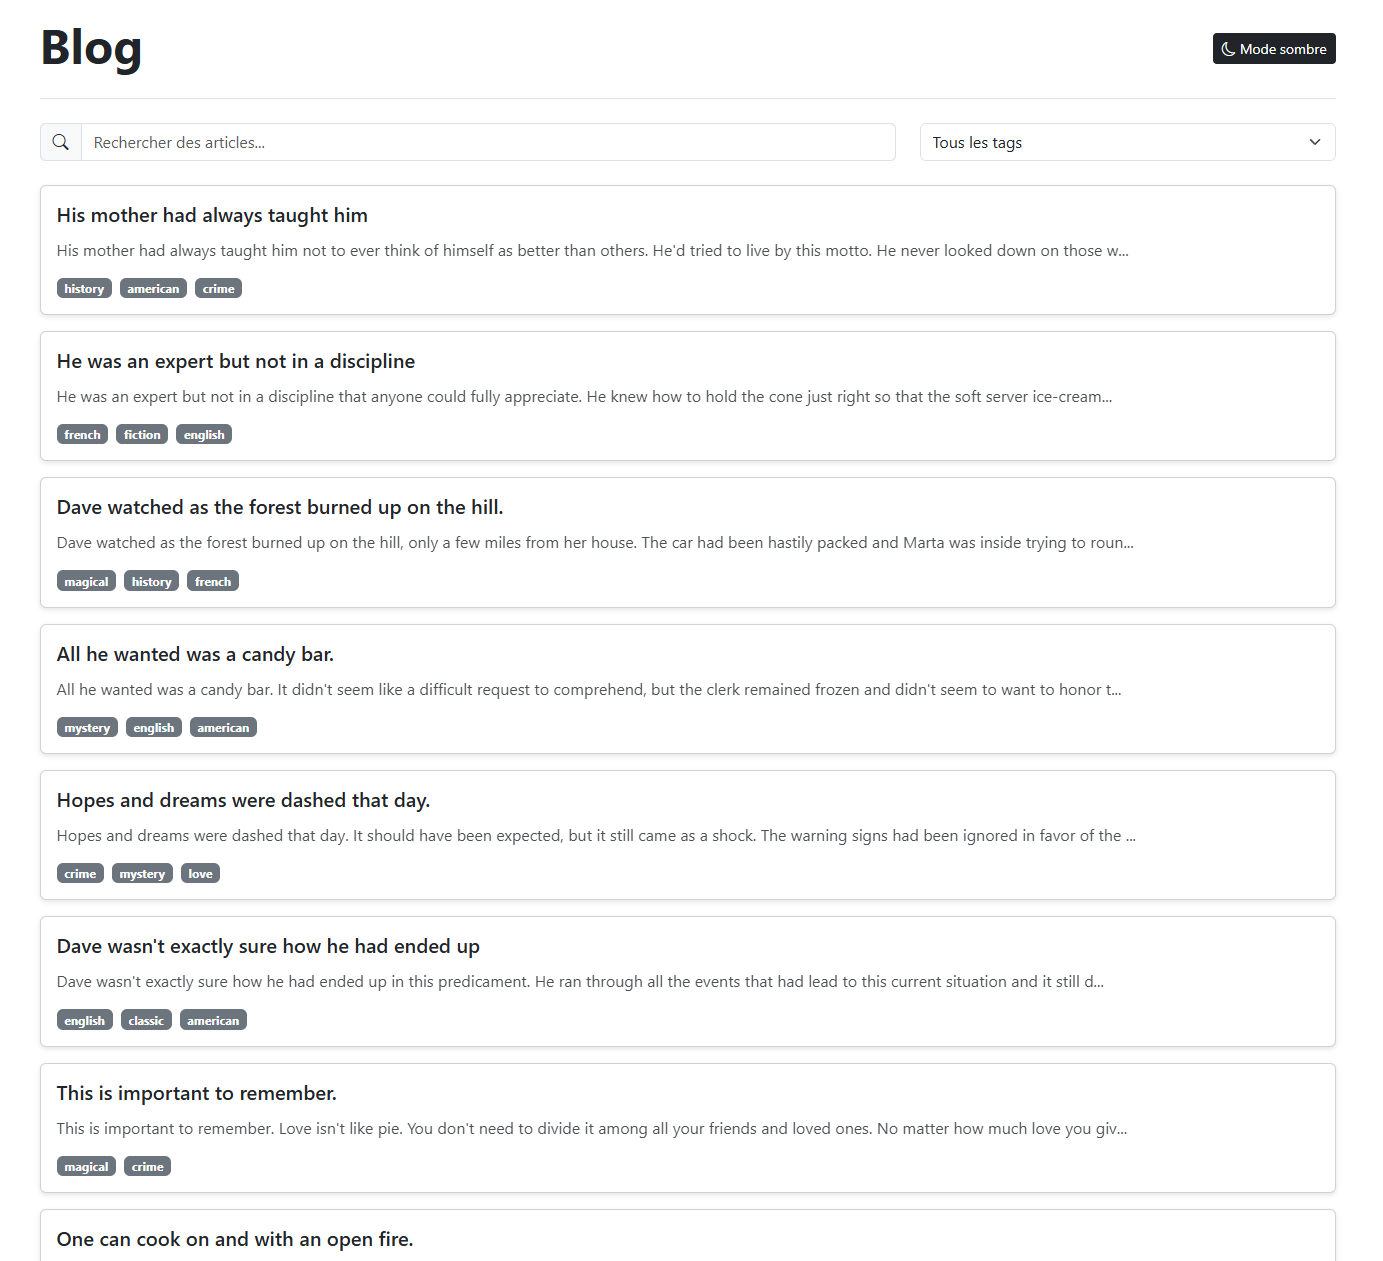 Blog
Mode sombre
Rechercher des articles...
Tous les tags
His mother had always taught him
His mother had always taught him not to ever think of himself as better than others. He'd tried to live by this motto. He never looked down on those w...
history american crime
He was an expert but not in a discipline
He was an expert but not in a discipline that anyone could fully appreciate. He knew how to hold the cone just right so that the soft server ice-cream...
french fiction english
Dave watched as the forest burned up on the hill.
Dave watched as the forest burned up on the hill, only a few miles from her house. The car had been hastily packed and Marta was inside trying to roun...
magical history french
All he wanted was a candy bar.
All he wanted was a candy bar. It didn't seem like a difficult request to comprehend, but the clerk remained frozen and didn't seem to want to honor t...
mystery english american
Hopes and dreams were dashed that day.
Hopes and dreams were dashed that day. It should have been expected, but it still came as a shock. The warning signs had been ignored in favor of the ...
crime mystery love
Dave wasn't exactly sure how he had ended up
Dave wasn't exactly sure how he had ended up in this predicament. He ran through all the events that had lead to this current situation and it still d...
english classic american
This is important to remember.
This is important to remember. Love isn't like pie. You don't need to divide it among all your friends and loved ones. No matter how much love you giv...
magical crime
One can cook on and with an open fire.